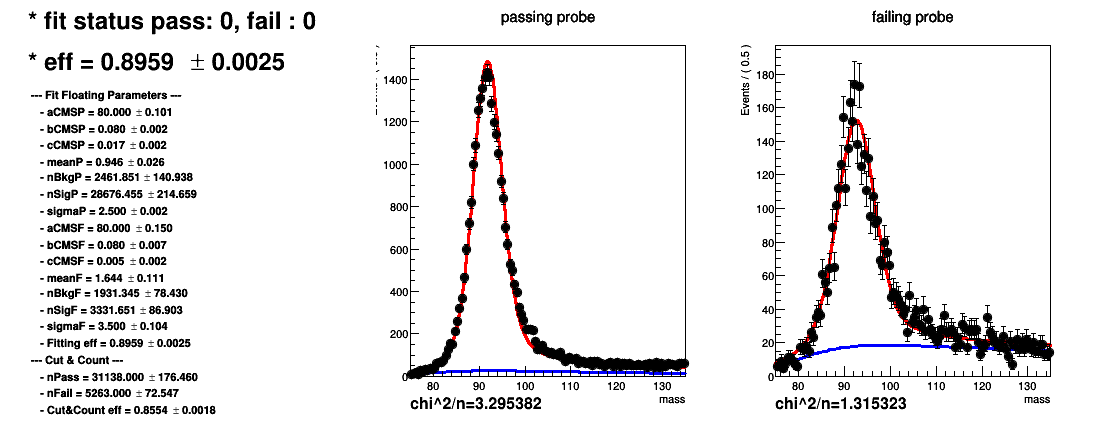 * fit status pass: 0, fail : 0
* eff = 0.8959 ± 0.0025
--- Fit Floating Parameters ---
- aCMSP = 80.000 ± 0.101
- bCMSP = 0.080 ± 0.002
- cCMSP = 0.017 ± 0.002
- meanP = 0.946 ± 0.026
- nBkgP = 2461.851 ± 140.938
- nSigP = 28676.455 ± 214.659
- sigmaP = 2.500 ± 0.002
- aCMSF = 80.000 ± 0.150
- bCMSF = 0.080 ± 0.007
- cCMSF = 0.005 ± 0.002
- meanF = 1.644 ± 0.111
- nBkgF = 1931.345 ± 78.430
- nSigF = 3331.651 ± 86.903
- sigmaF = 3.500 ± 0.104
- Fitting eff = 0.8959 ± 0.0025
--- Cut & Count ---
- nPass = 31138.000 ± 176.460
- nFail = 5263.000 ± 72.547
- Cut&Count eff = 0.8554 ± 0.0018
passing probe
1400
1200
1000
800
600
400
200
0
80 90 100 110 120 130
mass
chi^2/n=3.295382
failing probe
Events / ( 0.5 )
180
160
140
120
100
80
60
40
20
0
80 90 100 110 120 130
mass
chi^2/n=1.315323